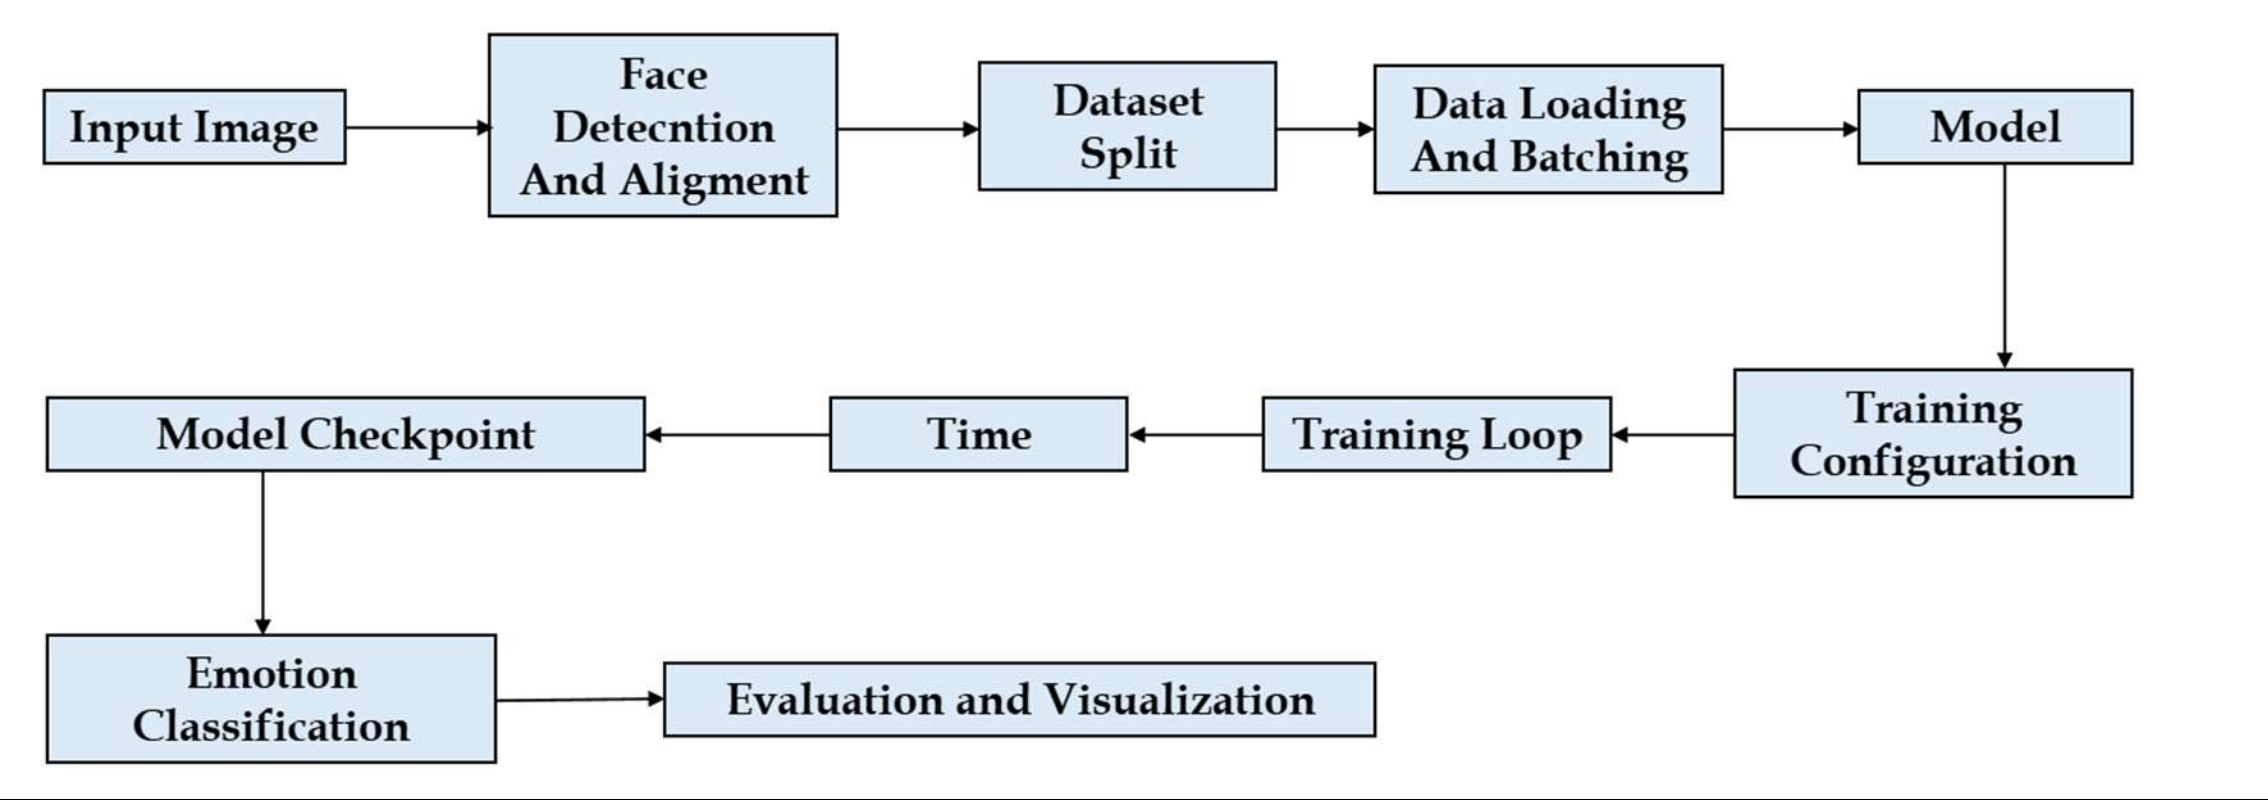 Input Image
Face
Detecntion
And Aligment
Dataset
Split
Data Loading
And Batching
Model
Training
Configuration
Training Loop
Time
Model Checkpoint
Emotion
Classification
Evaluation and Visualization